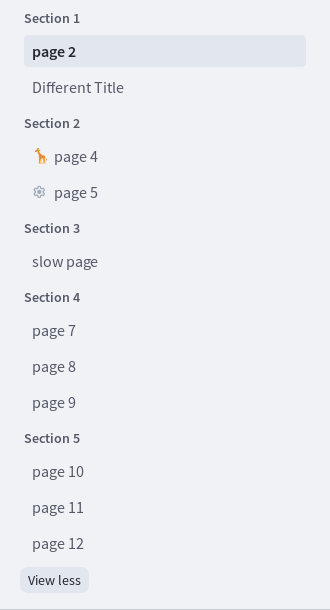 Section 1
page 2
Different Title
Section 2
page 4
page 5
Section 3
slow page
Section 4
page 7
page 8
page 9
Section 5
page 10
page 11
page 12
View less